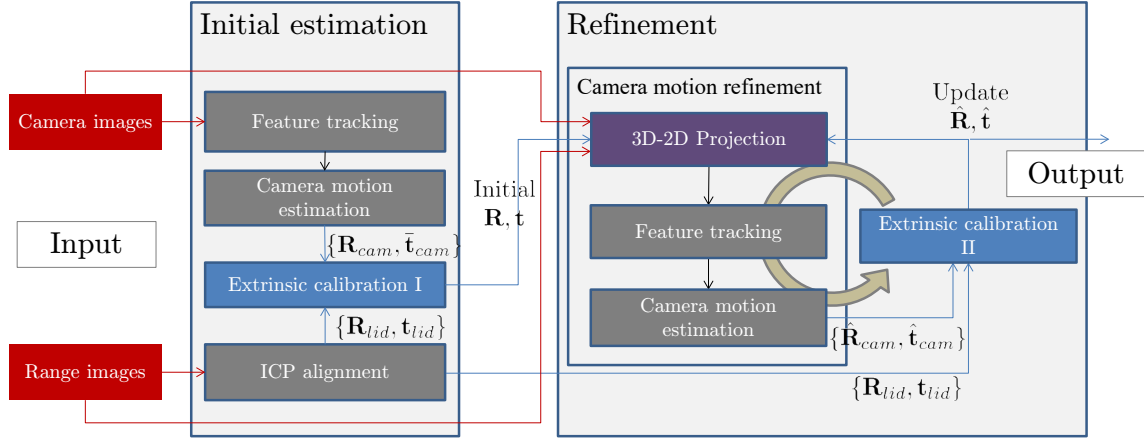 Initial estimation
Refinement
Camera images
Feature tracking
Camera motion
estimation
{R_cam, t̄_cam}
Extrinsic calibration I
{R_lid, t_lid}
ICP alignment
Input
Range images
Initial
R, t
Camera motion refinement
3D-2D Projection
Feature tracking
Camera motion
estimation
{R̂_cam, t̂_cam}
{R_lid, t_lid}
Update
R̂, t̂
Extrinsic calibration
II
Output